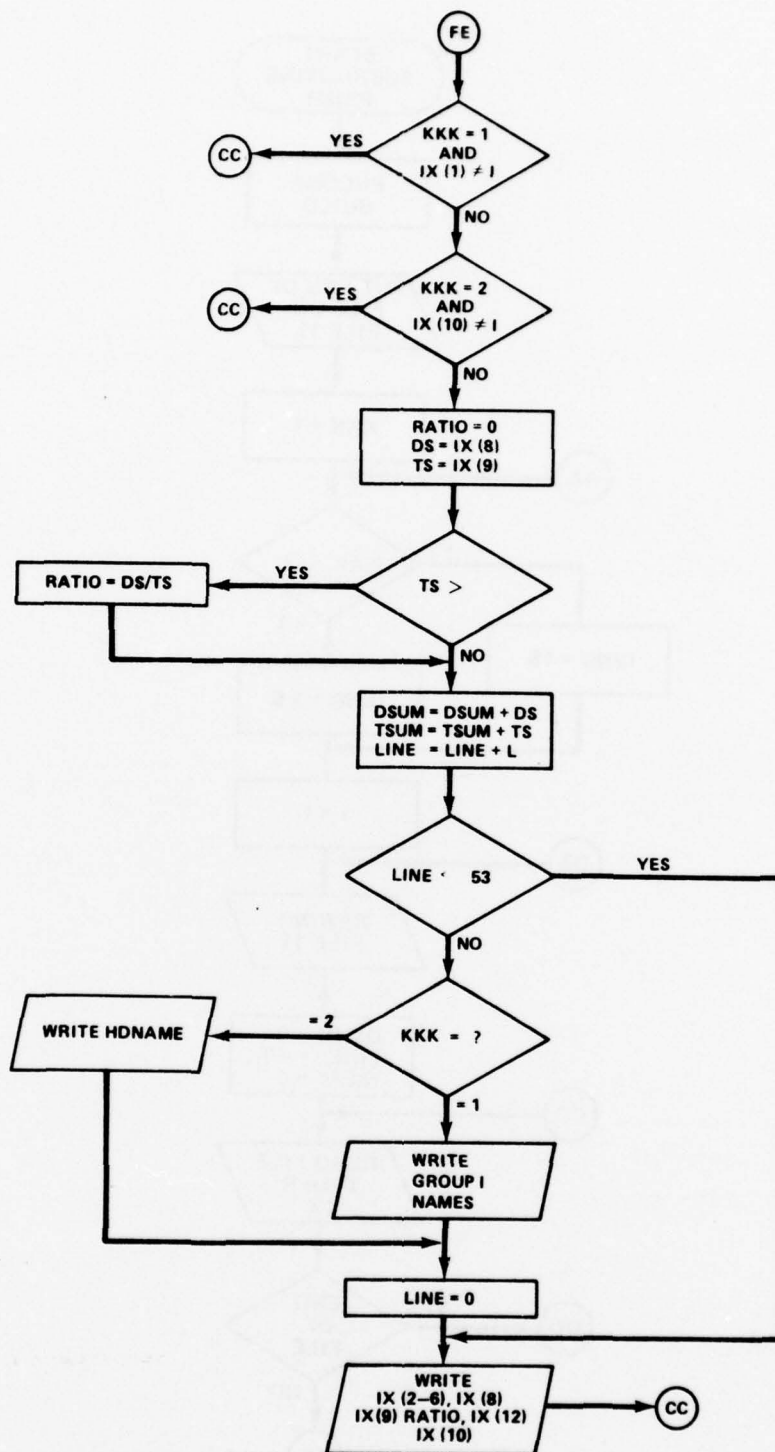 FE
KKK = 1
AND
IX (1) ≠ I
YES
CC
NO
KKK = 2
AND
IX (10) ≠ I
YES
CC
NO
RATIO = 0
DS = IX (8)
TS = IX (9)
RATIO = DS/TS
YES
TS >
NO
DSUM = DSUM + DS
TSUM = TSUM + TS
LINE = LINE + L
LINE 53
YES
NO
WRITE HDNAME
= 2
KKK = ?
= 1
WRITE
GROUP I
NAMES
LINE = 0
WRITE
IX (2–6), IX (8)
IX(9) RATIO, IX (12)
IX (10)
CC